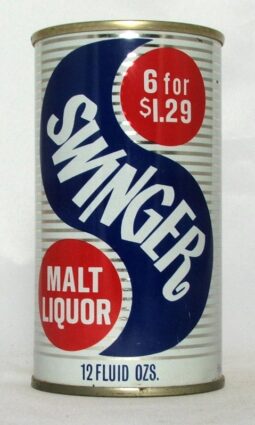 6 for
$1.29
SWINGER
MALT
LIQUOR
12 FLUID OZS.